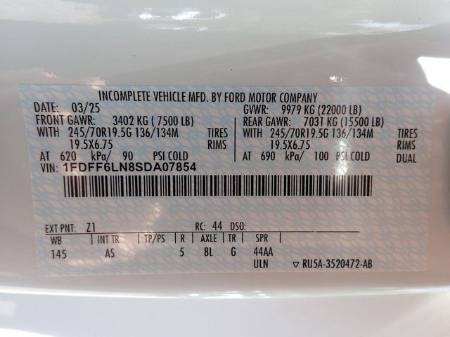 INCOMPLETE VEHICLE MFD. BY FORD MOTOR COMPANY
DATE: 03/25 GVWR: 9979 KG (22000 LB)
FRONT GAWR: 3402 KG ( 7500 LB) REAR GAWR: 7031 KG (15500 LB)
WITH 245/70R19.5G 136/134M TIRES WITH 245/70R19.5G 136/134M TIRES
19.5X6.75 RIMS 19.5X6.75 RIMS
AT 620 kPa/ 90 PSI COLD AT 690 kPa/ 100 PSI COLD DUAL
VIN: 1FDFF6LN8SDA07854
EXT PNT: Z1 RC: 44 DSO:
WB INT TR TP/PS R AXLE TR SPR
145 AS 5 BL G 44AA
ULN RU5A-3520472-AB